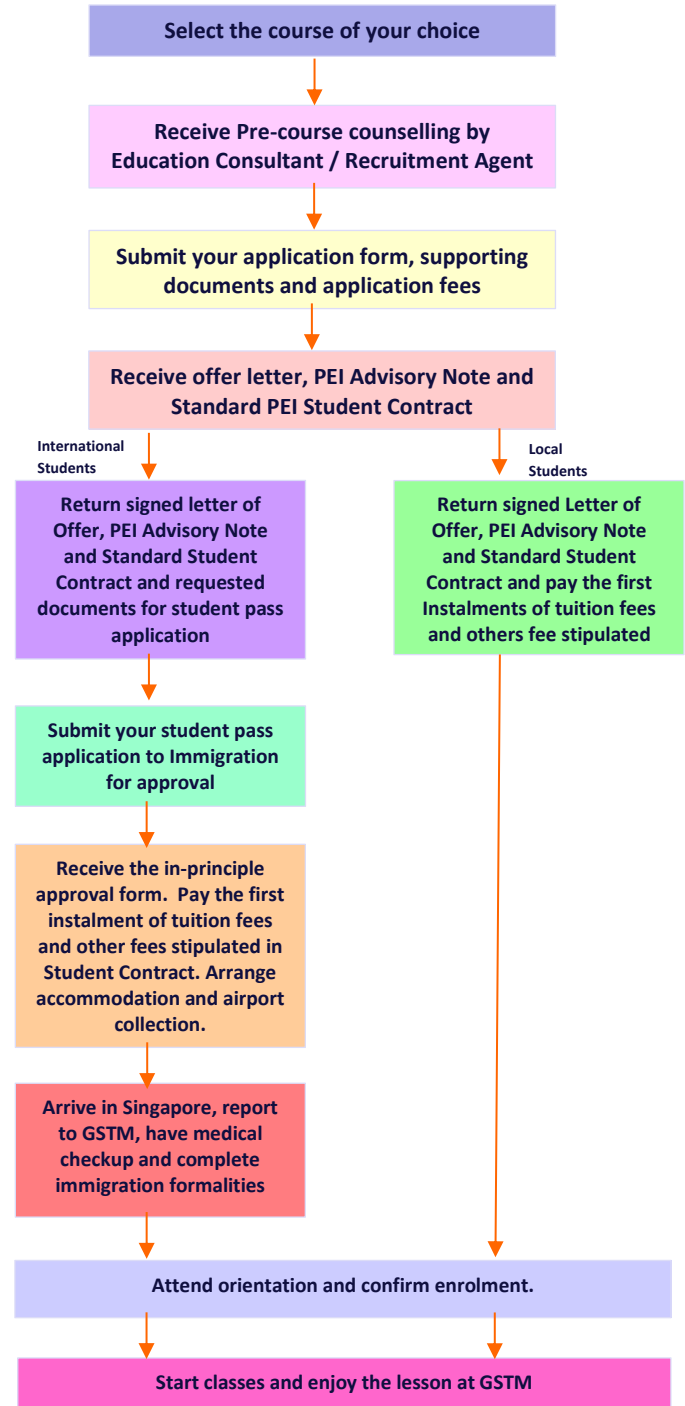 Select the course of your choice
Receive Pre-course counselling by
Education Consultant / Recruitment Agent
Submit your application form, supporting
documents and application fees
Receive offer letter, PEI Advisory Note and
Standard PEI Student Contract
International
Students
Local
Students
Return signed letter of
Offer, PEI Advisory Note
and Standard Student
Contract and requested
documents for student pass
application
Return signed Letter of
Offer, PEI Advisory Note
and Standard Student
Contract and pay the first
Instalments of tuition fees
and others fee stipulated
Submit your student pass
application to Immigration
for approval
Receive the in-principle
approval form. Pay the first
instalment of tuition fees
and other fees stipulated in
Student Contract. Arrange
accommodation and airport
collection.
Arrive in Singapore, report
to GSTM, have medical
checkup and complete
immigration formalities
Attend orientation and confirm enrolment.
Start classes and enjoy the lesson at GSTM